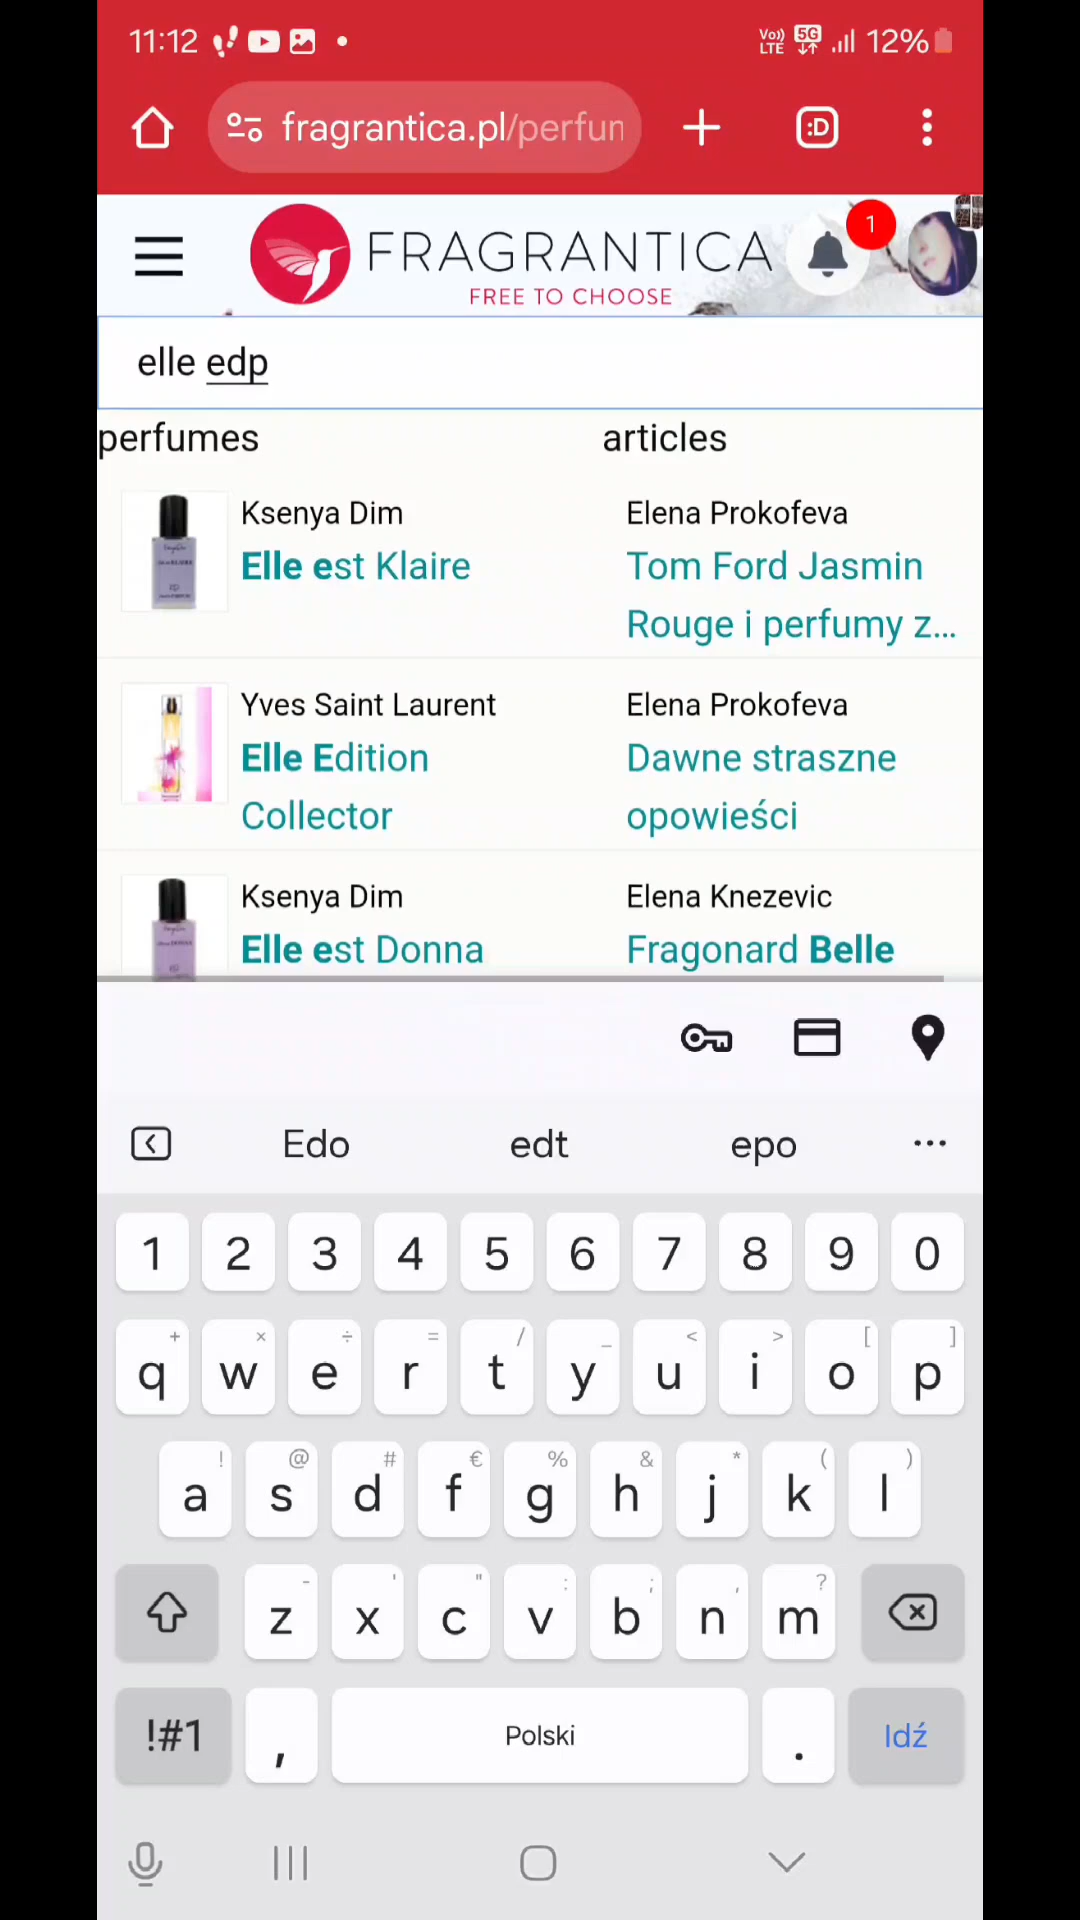 11:12
Vo)) LTE 5G 12%
fragrantica.pl/perfun
:D
FRAGRANTICA
FREE TO CHOOSE
1
elle edp
perfumes
articles
Ksenya Dim
Elle est Klaire
Elena Prokofeva
Tom Ford Jasmin
Rouge i perfumy z...
Yves Saint Laurent
Elle Edition
Collector
Elena Prokofeva
Dawne straszne
opowieści
Ksenya Dim
Elle est Donna
Elena Knezevic
Fragonard Belle
Edo edt epo ...
1 2 3 4 5 6 7 8 9 0
+ × ÷ = / _ < > [ ]
q w e r t y u i o p
! @ # € % & * ( )
a s d f g h j k l
- ' " : ; , ?
z x c v b n m
!#1 , Polski . Idź